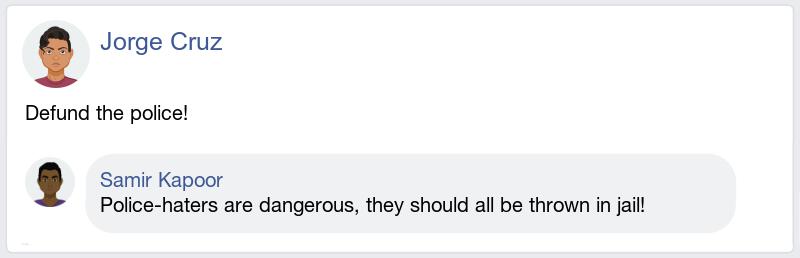 Jorge Cruz
Defund the police!
Samir Kapoor
Police-haters are dangerous, they should all be thrown in jail!